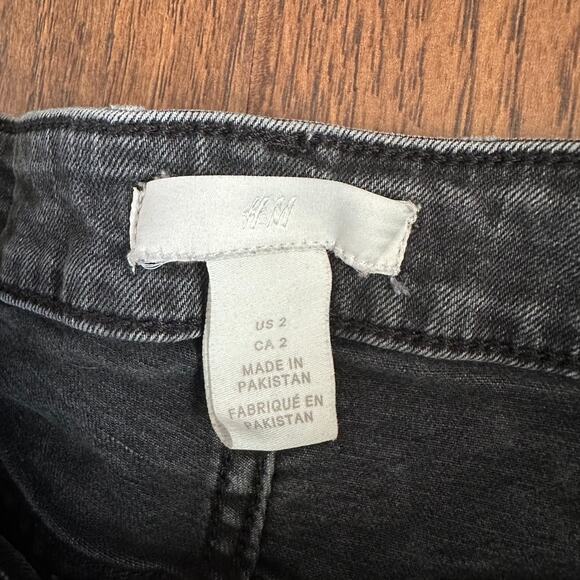 H&M
US 2
CA 2
MADE IN
PAKISTAN
FABRIQUÉ EN
PAKISTAN